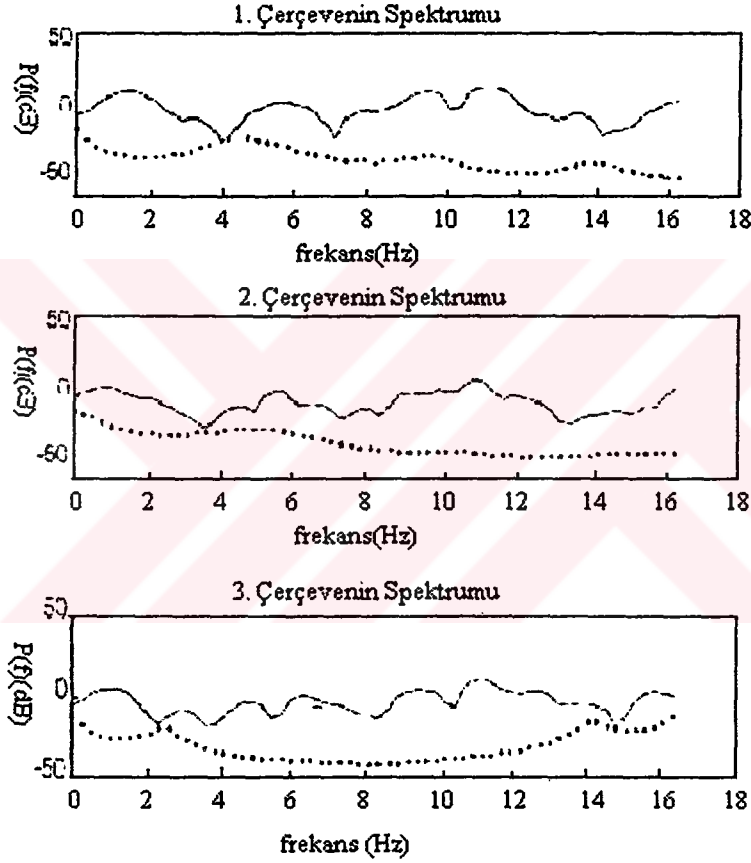 1. Çerçevenin Spektrumu
50
0
-50
P(f)(dB)
0 2 4 6 8 10 12 14 16 18
frekans(Hz)
2. Çerçevenin Spektrumu
50
0
-50
P(f)(dB)
0 2 4 6 8 10 12 14 16 18
frekans(Hz)
3. Çerçevenin Spektrumu
50
0
-50
P(f)(dB)
0 2 4 6 8 10 12 14 16 18
frekans (Hz)